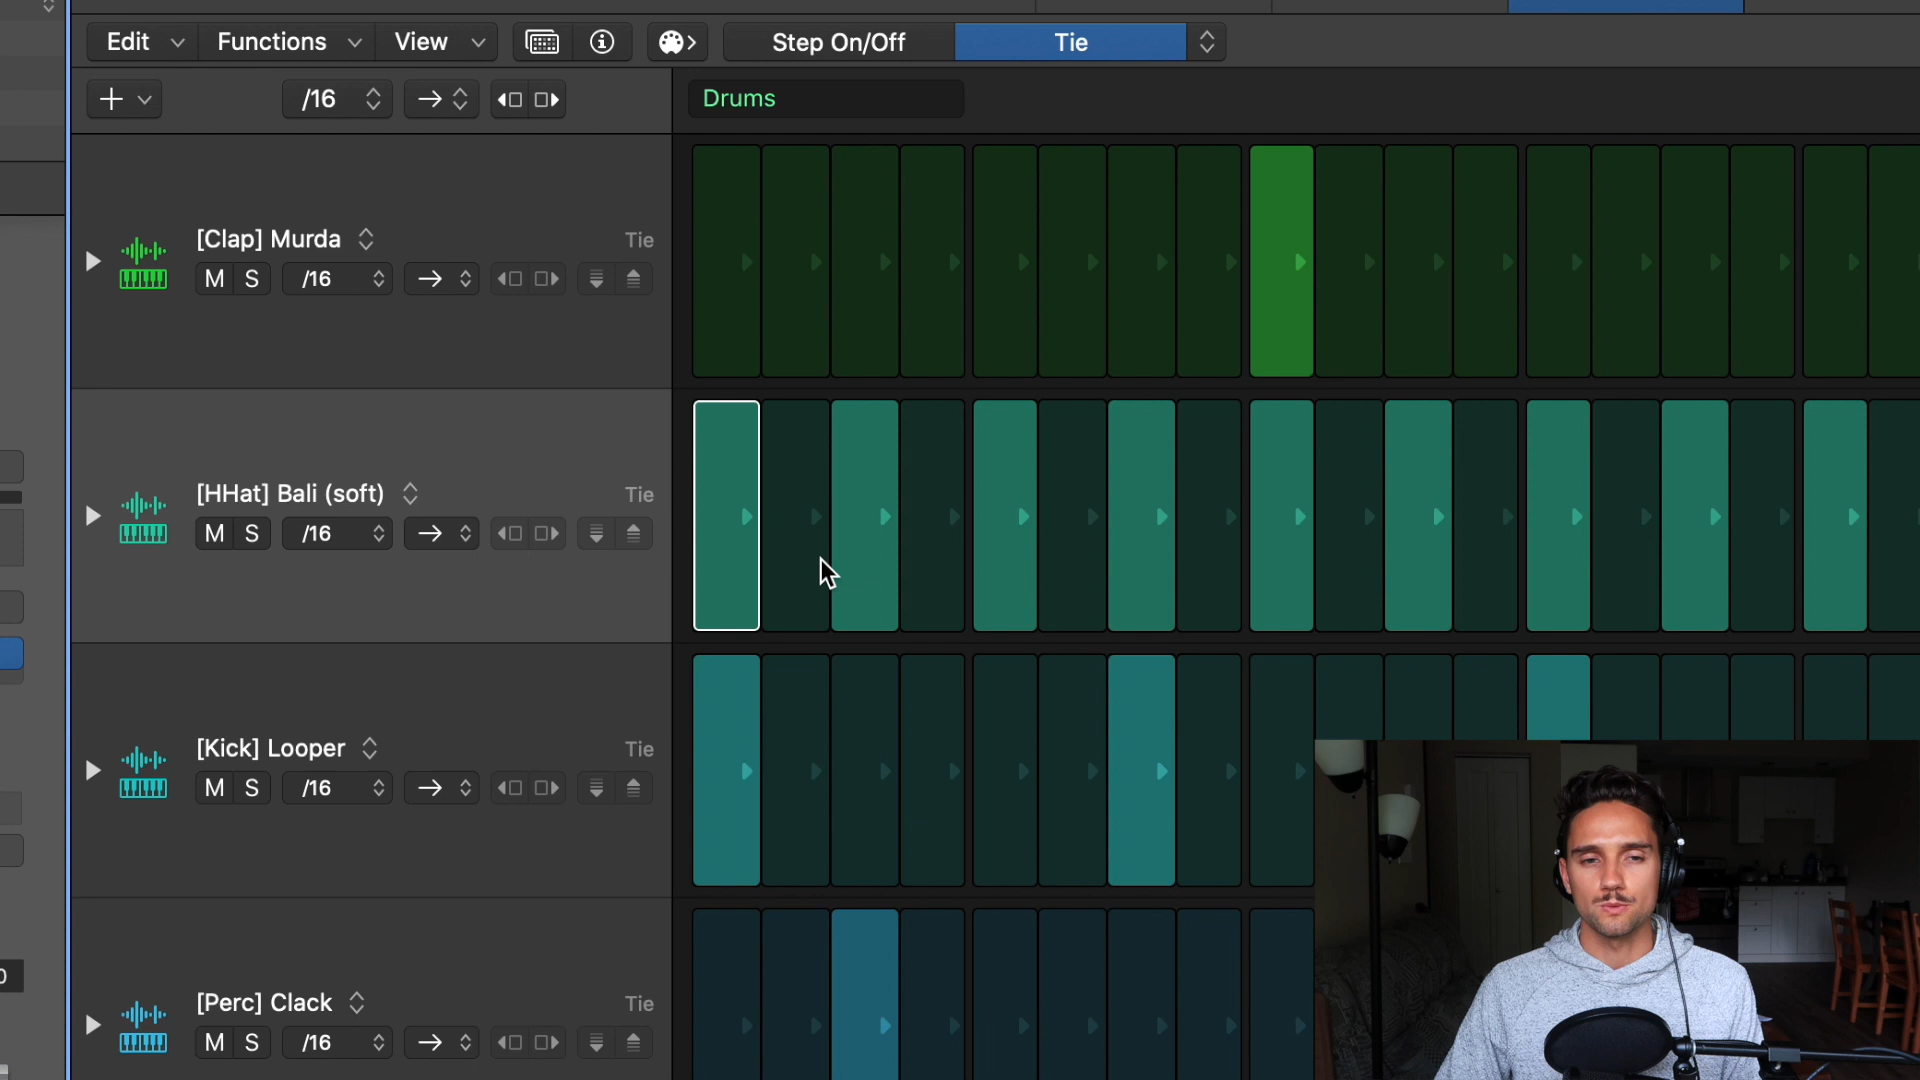 Edit Functions View Step On/Off Tie
/16 Drums
[Clap] Murda Tie
M S /16
[HHat] Bali (soft) Tie
M S /16
[Kick] Looper Tie
M S /16
0
[Perc] Clack Tie
M S /16